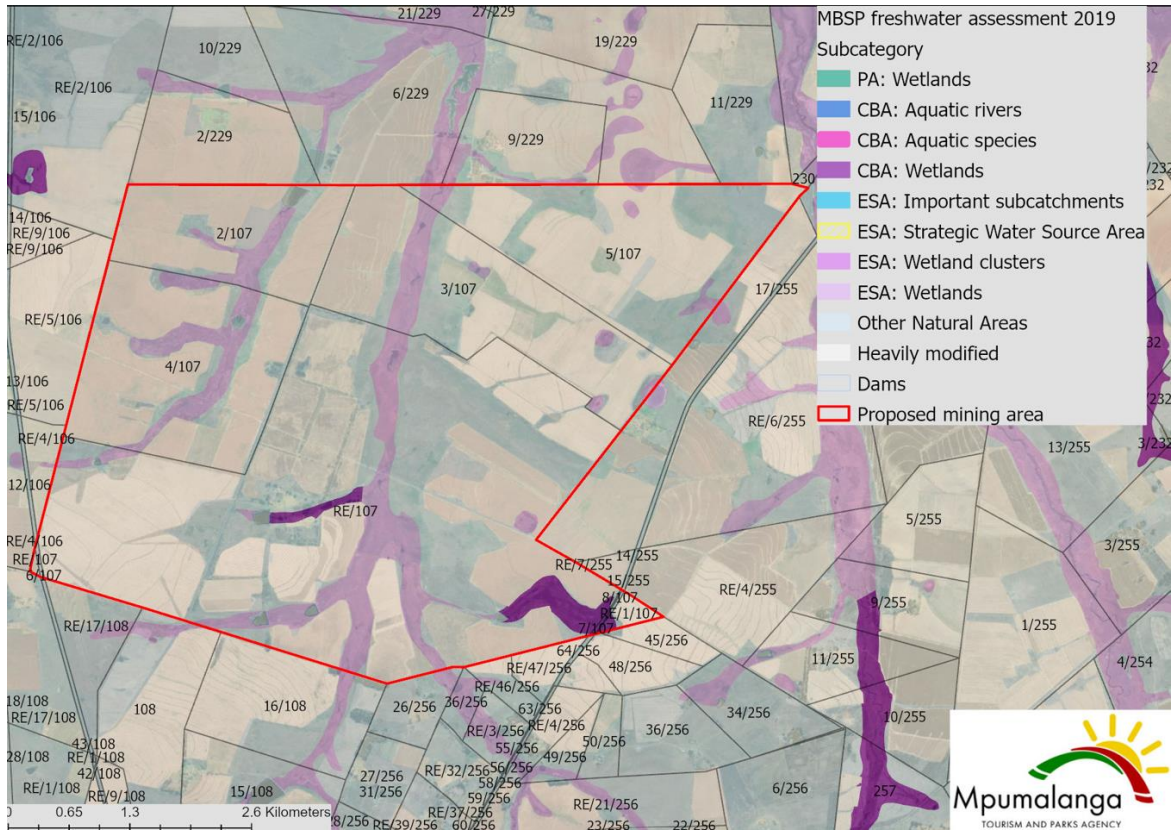 21/229
27/229
MBSP freshwater assessment 2019
RE/2/106
10/229
19/229
Subcategory
PA: Wetlands
RE/2/106
6/229
11/229
CBA: Aquatic rivers
15/106
2/229
9/229
CBA: Aquatic species
CBA: Wetlands
230
ESA: Important subcatchments
14/106
RE/9/106
RE/9/106
2/107
5/107
ESA: Strategic Water Source Area
ESA: Wetland clusters
3/107
17/255
ESA: Wetlands
RE/5/106
Other Natural Areas
Heavily modified
4/107
13/106
Dams
RE/5/106
Proposed mining area
RE/4/106
RE/6/255
3/232
13/255
12/106
RE/107
5/255
RE/4/106
RE/107
6/107
14/255
RE/7/255
15/255
3/255
8/107
RE/4/255
9/255
RE/1/107
RE/17/108
7/107
1/255
45/256
64/256
11/255
48/256
4/254
RE/47/256
RE/46/256
18/108
RE/17/108
108
16/108
26/256
36/256
63/256
34/256
10/255
RE/3/256
RE/4/256
36/256
43/108
55/256
50/256
28/108
RE/1/108
49/256
42/108
27/256
RE/32/256
56/256
RE/1/108
RE/9/108
15/108
31/256
58/256
6/256
257
59/256
RE/21/256
0 0.65 1.3 2.6 Kilometers
RE/37/256
RE/39/256
60/256
23/256
22/256
Mpumalanga
TOURISM AND PARKS AGENCY